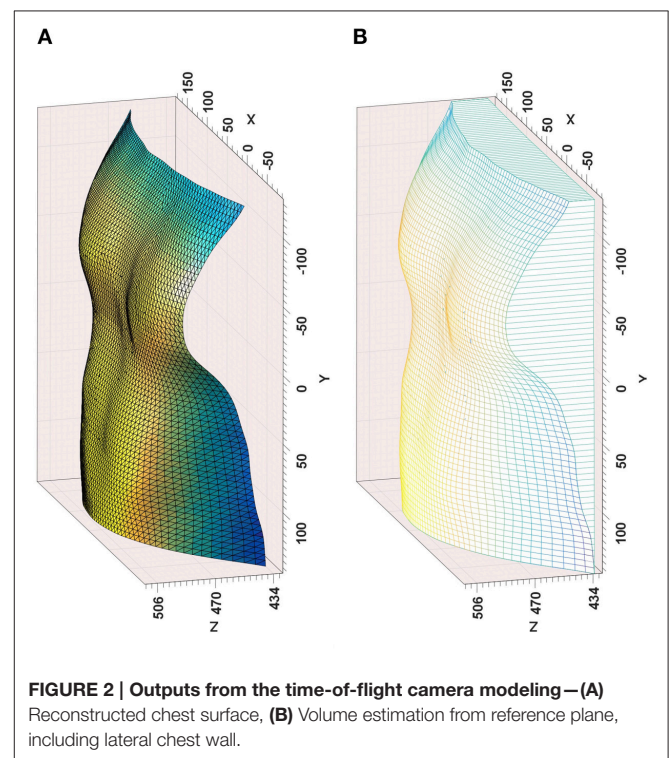 A
B
150
100
50
0
-50
X
150
100
50
0
-50
X
-100
-50
0
50
100
Y
-100
-50
0
50
100
Y
506
470
434
Z
506
470
434
Z
FIGURE 2 | Outputs from the time-of-flight camera modeling—(A)
Reconstructed chest surface, (B) Volume estimation from reference plane,
including lateral chest wall.